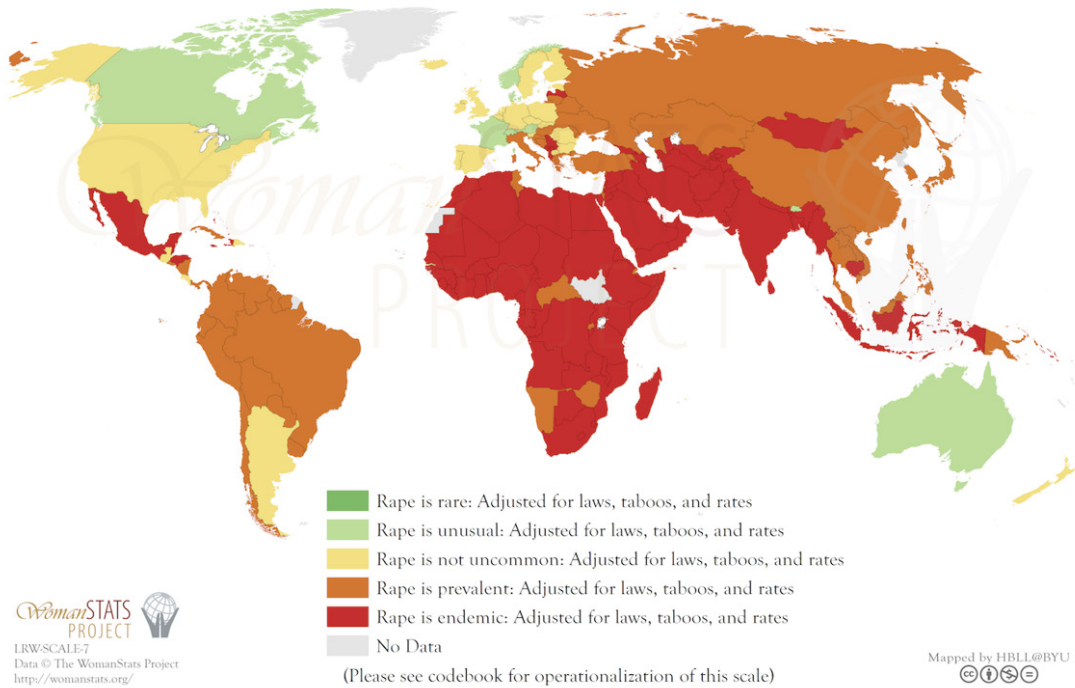 WomanSTATS
PROJECT
Rape is rare: Adjusted for laws, taboos, and rates
Rape is unusual: Adjusted for laws, taboos, and rates
Rape is not uncommon: Adjusted for laws, taboos, and rates
Rape is prevalent: Adjusted for laws, taboos, and rates
Rape is endemic: Adjusted for laws, taboos, and rates
No Data
(Please see codebook for operationalization of this scale)
WomanSTATS
PROJECT
LRW-SCALE-7
Data © The WomanStats Project
http://womanstats.org/
Mapped by HBLL@BYU